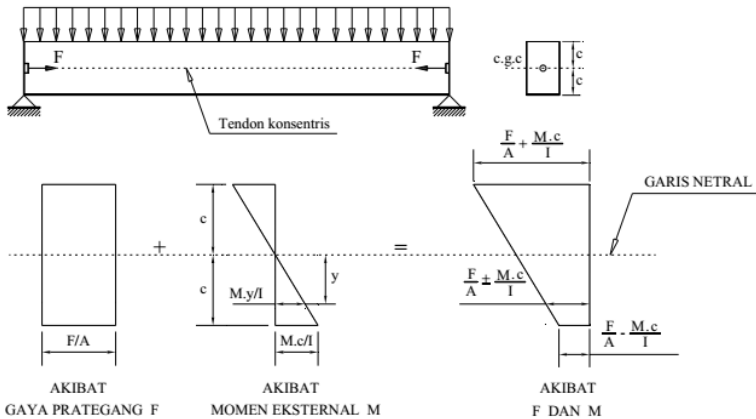 F
F
c.g.c
c
c
Tendon konsentris
F/A + M.c/I
GARIS NETRAL
c
+
=
y
c
M.y/I
F/A ± M.c/I
F/A
M.c/I
F/A - M.c/I
AKIBAT
GAYA PRATEGANG F
AKIBAT
MOMEN EKSTERNAL M
AKIBAT
F DAN M